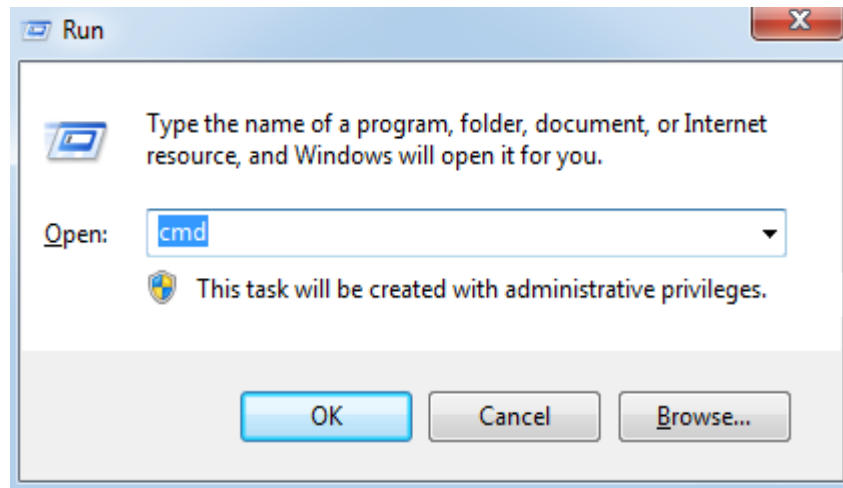 Run
Type the name of a program, folder, document, or Internet
resource, and Windows will open it for you.
Open: cmd
This task will be created with administrative privileges.
OK Cancel Browse...